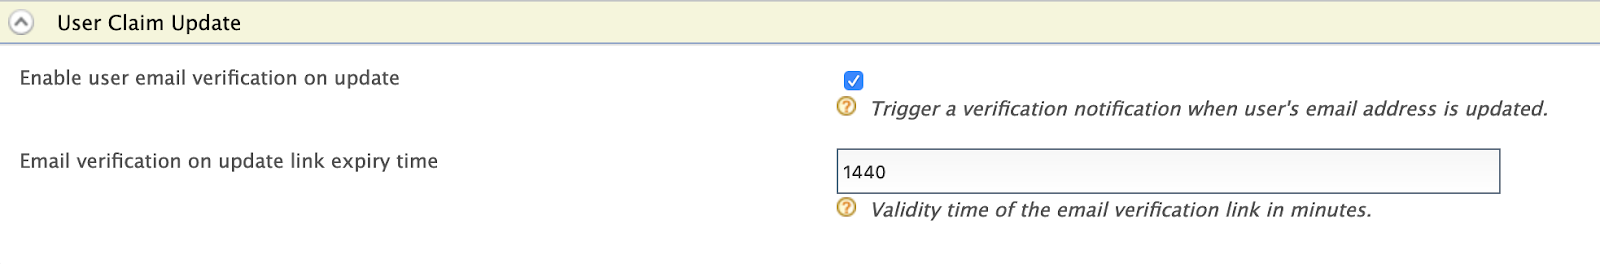 User Claim Update
Enable user email verification on update
Trigger a verification notification when user's email address is updated.
Email verification on update link expiry time
1440
Validity time of the email verification link in minutes.